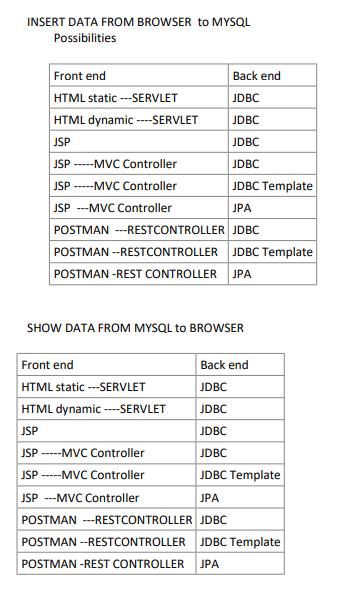 INSERT DATA FROM BROWSER to MYSQL
Possibilities
Front end Back end
HTML static ---SERVLET JDBC
HTML dynamic ----SERVLET JDBC
JSP JDBC
JSP -----MVC Controller JDBC
JSP -----MVC Controller JDBC Template
JSP ---MVC Controller JPA
POSTMAN ---RESTCONTROLLER JDBC
POSTMAN --RESTCONTROLLER JDBC Template
POSTMAN -REST CONTROLLER JPA
SHOW DATA FROM MYSQL to BROWSER
Front end Back end
HTML static ---SERVLET JDBC
HTML dynamic ----SERVLET JDBC
JSP JDBC
JSP -----MVC Controller JDBC
JSP -----MVC Controller JDBC Template
JSP ---MVC Controller JPA
POSTMAN ---RESTCONTROLLER JDBC
POSTMAN --RESTCONTROLLER JDBC Template
POSTMAN -REST CONTROLLER JPA